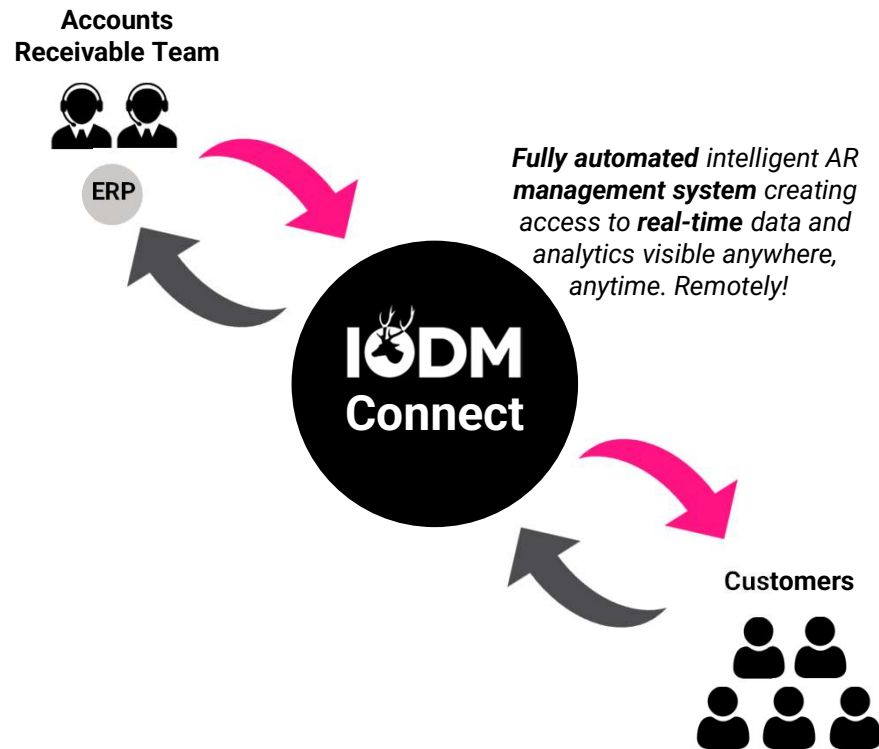 Accounts
Receivable Team
ERP
Fully automated intelligent AR
management system creating
access to real-time data and
analytics visible anywhere,
anytime. Remotely!
IODM
Connect
Customers